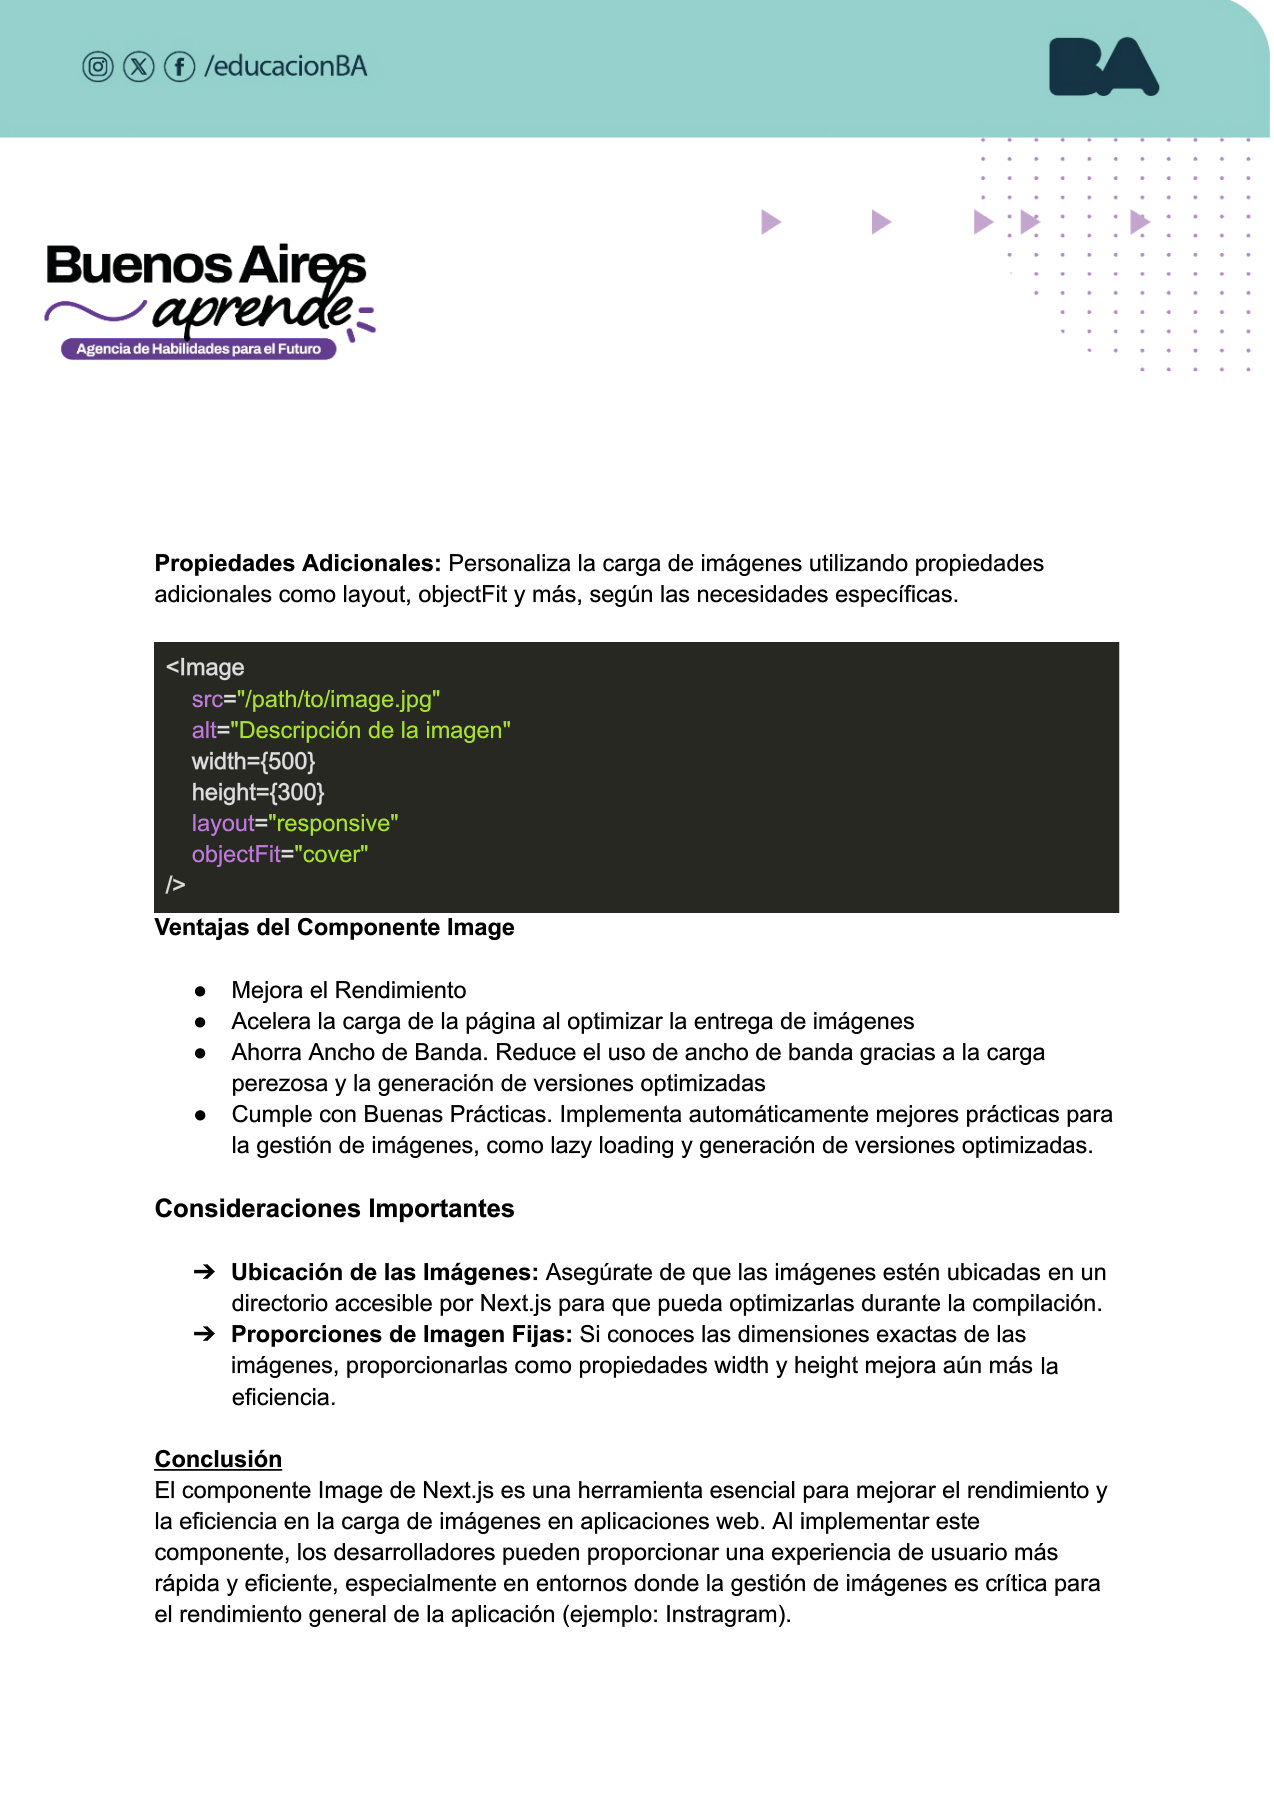 /educacionBA
BA
Buenos Aires
aprende
Agencia de Habilidades para el Futuro
Propiedades Adicionales: Personaliza la carga de imágenes utilizando propiedades
adicionales como layout, objectFit y más, según las necesidades específicas.
<Image
src="/path/to/image.jpg"
alt="Descripción de la imagen"
width={500}
height={300}
layout="responsive"
objectFit="cover"
/>
Ventajas del Componente Image
● Mejora el Rendimiento
● Acelera la carga de la página al optimizar la entrega de imágenes
● Ahorra Ancho de Banda. Reduce el uso de ancho de banda gracias a la carga
perezosa y la generación de versiones optimizadas
● Cumple con Buenas Prácticas. Implementa automáticamente mejores prácticas para
la gestión de imágenes, como lazy loading y generación de versiones optimizadas.
Consideraciones Importantes
➔ Ubicación de las Imágenes: Asegúrate de que las imágenes estén ubicadas en un
directorio accesible por Next.js para que pueda optimizarlas durante la compilación.
➔ Proporciones de Imagen Fijas: Si conoces las dimensiones exactas de las
imágenes, proporcionarlas como propiedades width y height mejora aún más la
eficiencia.
Conclusión
El componente Image de Next.js es una herramienta esencial para mejorar el rendimiento y
la eficiencia en la carga de imágenes en aplicaciones web. Al implementar este
componente, los desarrolladores pueden proporcionar una experiencia de usuario más
rápida y eficiente, especialmente en entornos donde la gestión de imágenes es crítica para
el rendimiento general de la aplicación (ejemplo: Instragram).